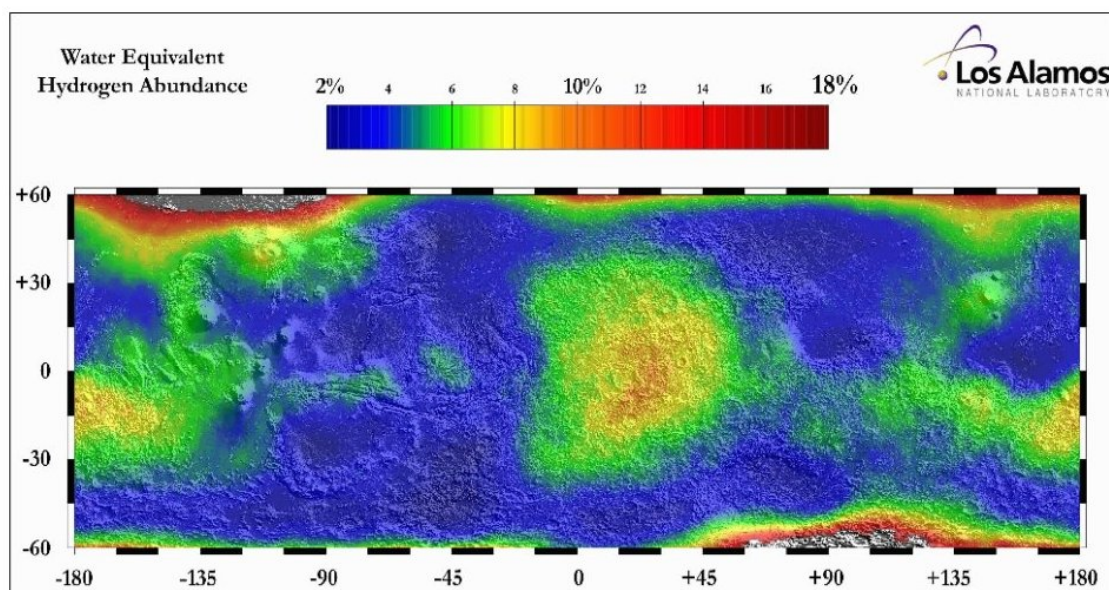 Water Equivalent
Hydrogen Abundance
2% 4 6 8 10% 12 14 16 18%
Los Alamos
NATIONAL LABORATORY
+60
+30
0
-30
-60
-180 -135 -90 -45 0 +45 +90 +135 +180